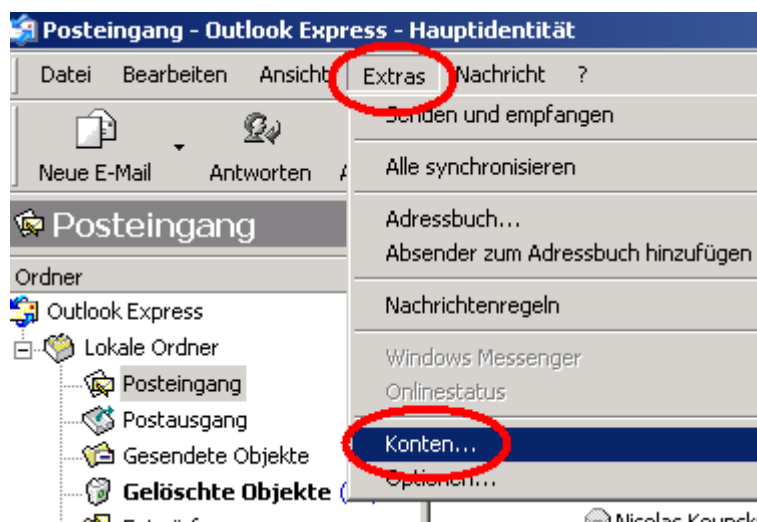 Posteingang - Outlook Express - Hauptidentität
Datei Bearbeiten Ansicht Extras Nachricht ?
Neue E-Mail Antworten
Senden und empfangen
Alle synchronisieren
Adressbuch...
Absender zum Adressbuch hinzufügen
Nachrichtenregeln
Windows Messenger
Onlinestatus
Konten...
Optionen...
Posteingang
Ordner
Outlook Express
Lokale Ordner
Posteingang
Postausgang
Gesendete Objekte
Gelöschte Objekte (